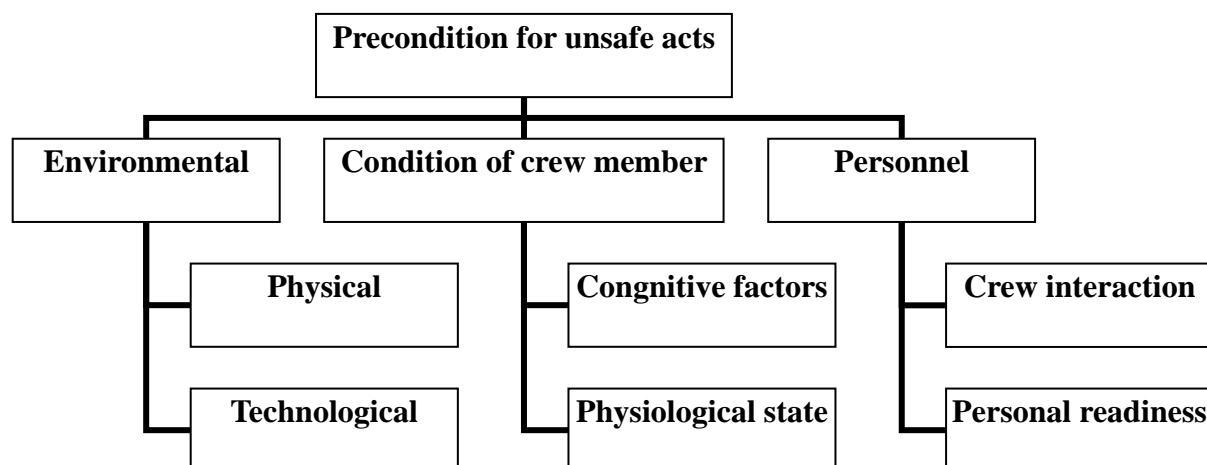 Precondition for unsafe acts
Environmental
Condition of crew member
Personnel
Physical
Congnitive factors
Crew interaction
Technological
Physiological state
Personal readiness